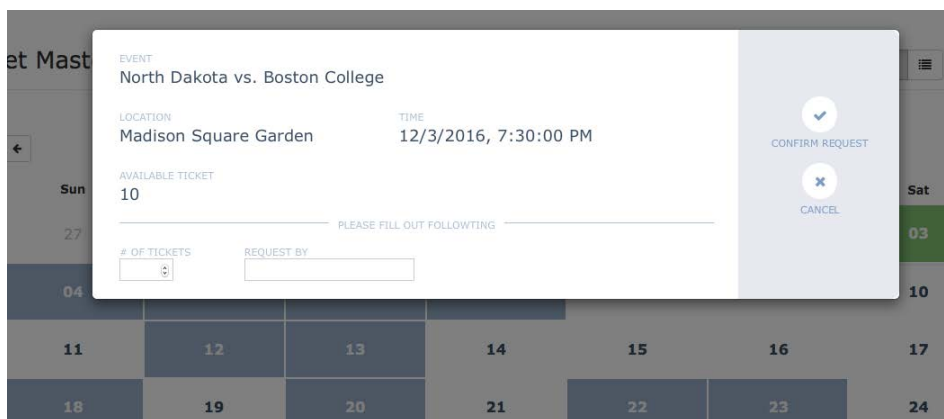 et Mast
EVENT
North Dakota vs. Boston College
LOCATION
TIME
Madison Square Garden
12/3/2016, 7:30:00 PM
AVAILABLE TICKET
10
PLEASE FILL OUT FOLLOWTING
# OF TICKETS
REQUEST BY
CONFIRM REQUEST
CANCEL
Sun
Sat
27
03
04
10
11 12 13 14 15 16 17
18 19 20 21 22 23 24